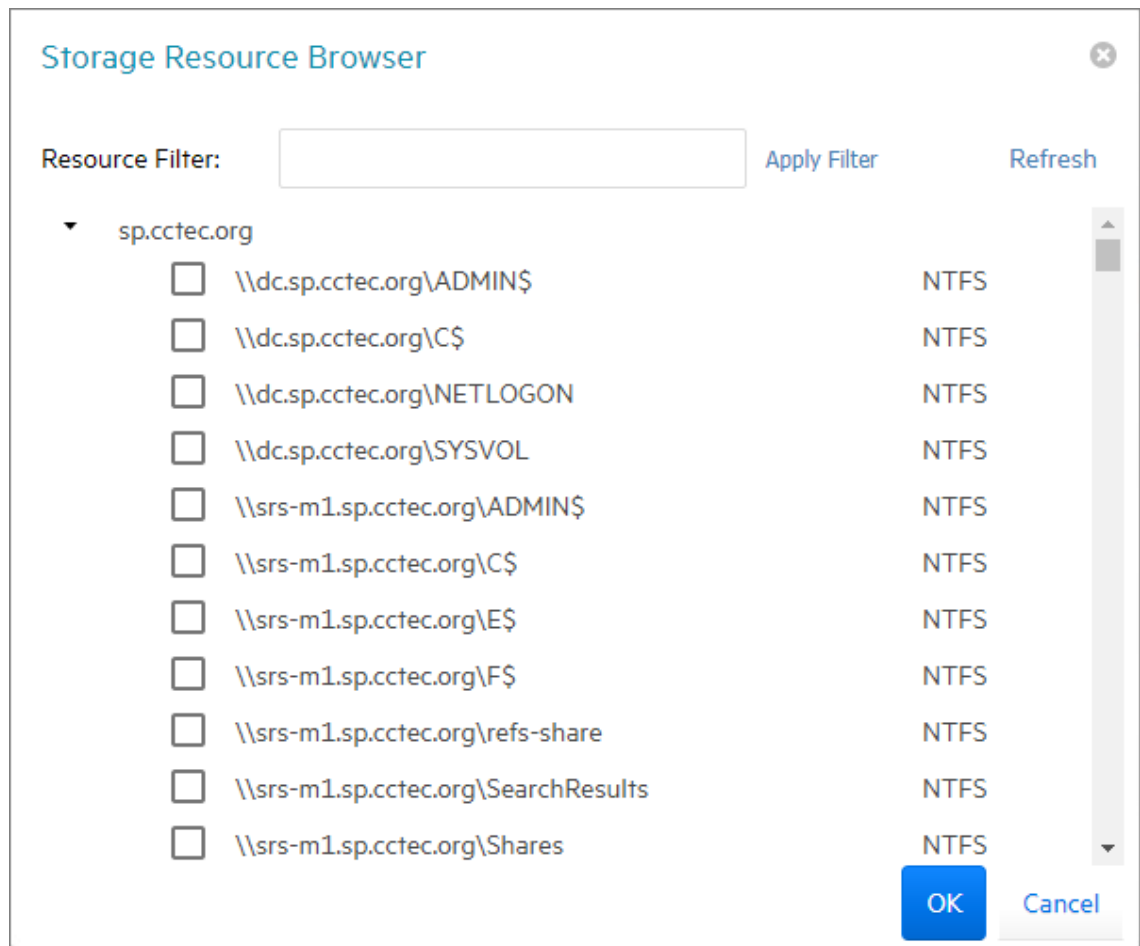 Storage Resource Browser
Resource Filter: Apply Filter Refresh
sp.cctec.org
\\dc.sp.cctec.org\ADMIN$ NTFS
\\dc.sp.cctec.org\C$ NTFS
\\dc.sp.cctec.org\NETLOGON NTFS
\\dc.sp.cctec.org\SYSVOL NTFS
\\srs-m1.sp.cctec.org\ADMIN$ NTFS
\\srs-m1.sp.cctec.org\C$ NTFS
\\srs-m1.sp.cctec.org\E$ NTFS
\\srs-m1.sp.cctec.org\F$ NTFS
\\srs-m1.sp.cctec.org\refs-share NTFS
\\srs-m1.sp.cctec.org\SearchResults NTFS
\\srs-m1.sp.cctec.org\Shares NTFS
OK Cancel